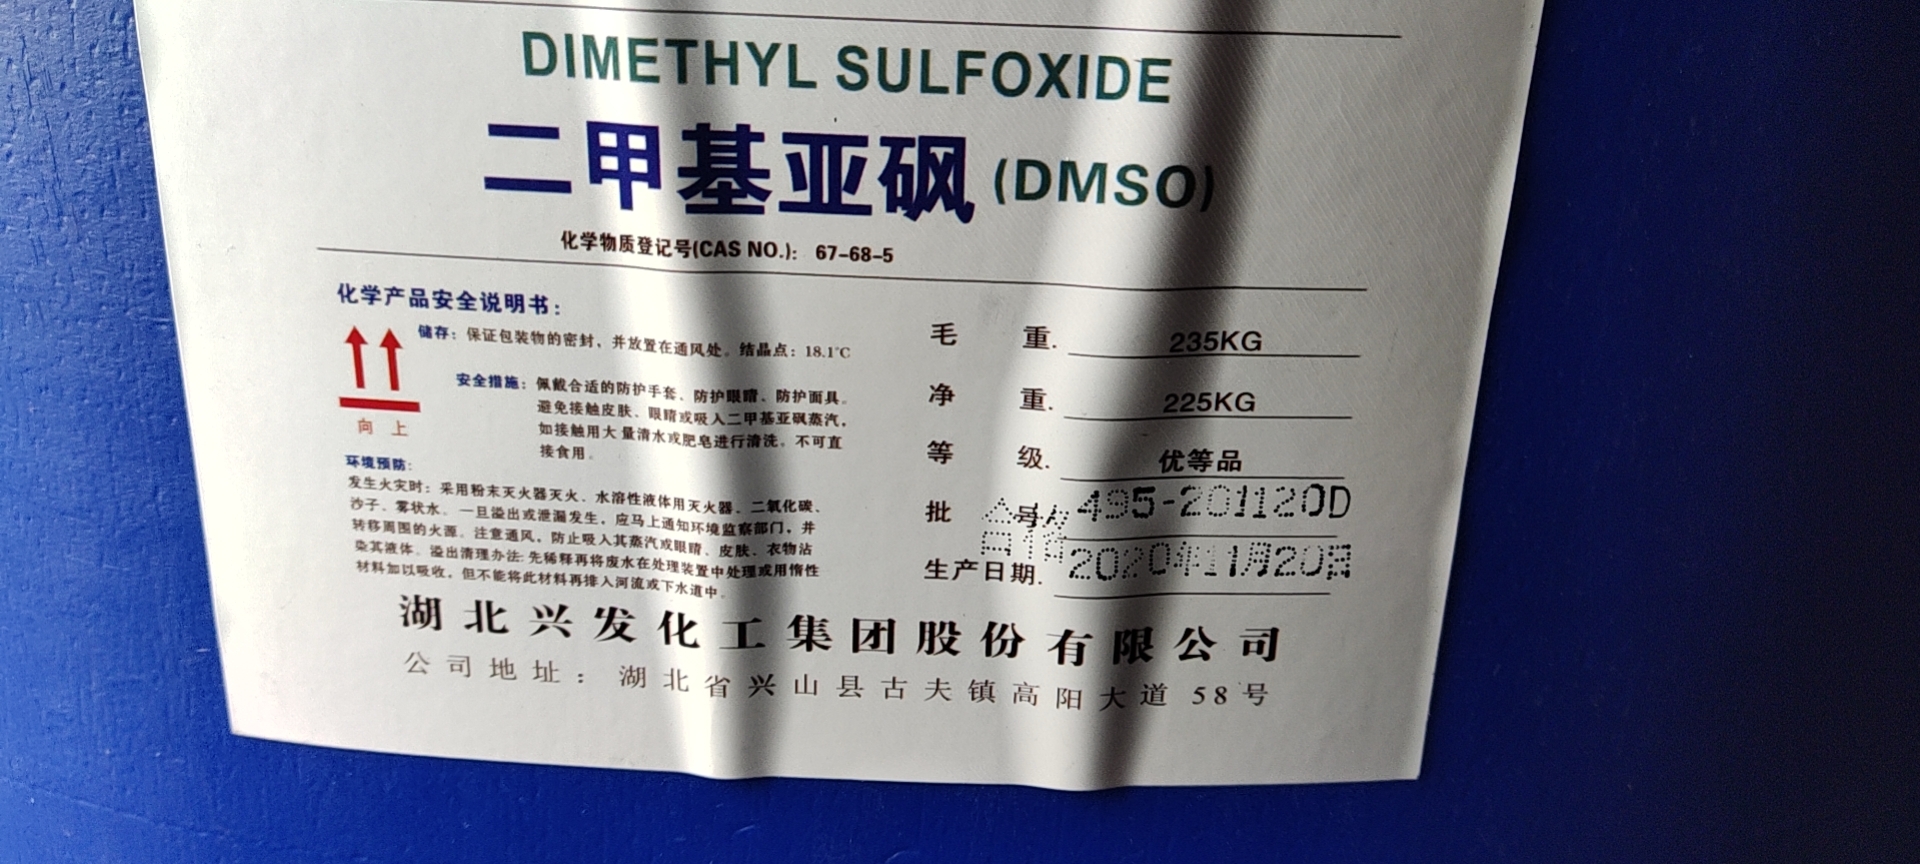 DIMETHYL SULFOXIDE
二甲基亚砜(DMSO)
化学物质登记号(CAS NO.): 67-68-5
化学产品安全说明书:
向上
储存: 保证包装物的密封、并放置在通风处。结晶点: 18.1℃
安全措施: 佩戴合适的防护手套、防护眼睛、防护面具。
避免接触皮肤、眼睛或吸入二甲基亚砜蒸汽,
如接触用大量清水或肥皂进行清洗。不可直
接食用。
环境预防:
发生火灾时: 采用粉末灭火器灭火、水溶性液体用灭火器、二氧化碳、
沙子、雾状水。一旦溢出或泄漏发生, 应马上通知环境监察部门, 并
转移周围的火源。注意通风, 防止吸入其蒸汽或眼睛、皮肤、衣物沾
染其液体。溢出清理办法: 先稀释再将废水在处理装置中处理或用惰性
材料加以吸收, 但不能将此材料再排入河流或下水道中。
毛重. 235KG
净重. 225KG
等级. 优等品
批号. 495-201120D
生产日期. 2020年11月20日
湖北兴发化工集团股份有限公司
公司地址: 湖北省兴山县古夫镇高阳大道58号